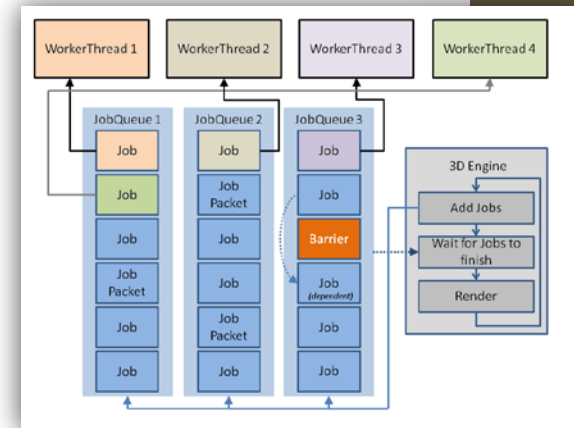 WorkerThread 1
WorkerThread 2
WorkerThread 3
WorkerThread 4
JobQueue 1
Job
Job
Job
Job
Packet
Job
Job
JobQueue 2
Job
Job
Packet
Job
Job
Job
Packet
Job
JobQueue 3
Job
Job
Barrier
Job
(dependent)
Job
Job
3D Engine
Add Jobs
Wait for Jobs to
finish
Render